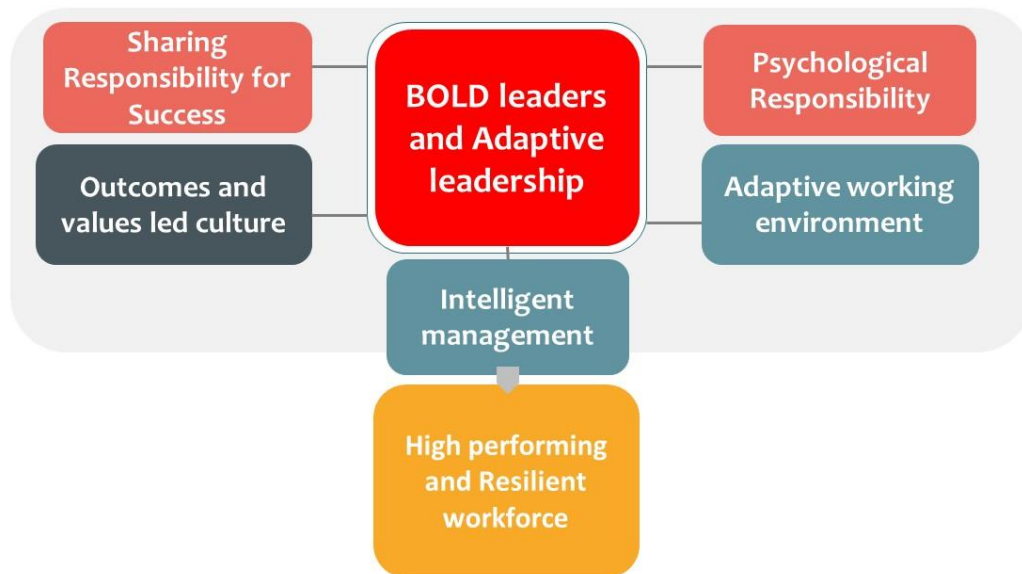 Sharing
Responsibility for
Success
BOLD leaders
and Adaptive
leadership
Psychological
Responsibility
Outcomes and
values led culture
Adaptive working
environment
Intelligent
management
High performing
and Resilient
workforce